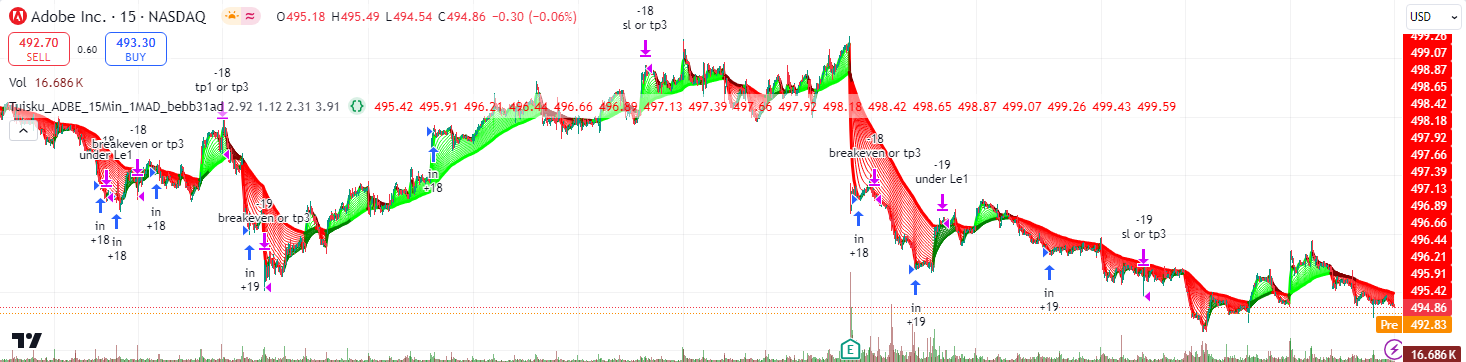 Adobe Inc. · 15 · NASDAQ O495.18 H495.49 L494.54 C494.86 −0.30 (−0.06%)
USD
492.70
SELL
0.60
493.30
BUY
Vol 16.686 K
Tuisku_ADBE_15Min_1MAD_bebb31ad 2.92 1.12 2.31 3.91 {} 495.42 495.91 496.21 496.44 496.66 496.89 497.13 497.39 497.66 497.92 498.18 498.42 498.65 498.87 499.07 499.26 499.43 499.59
-18
under Le1
-18
breakeven or tp3
-18
tp1 or tp3
-19
breakeven or tp3
-18
sl or tp3
-18
breakeven or tp3
-19
under Le1
-19
sl or tp3
in
+18
in
+18
in
+18
in
+19
in
+18
in
+18
in
+19
in
+19
E
499.26
499.07
498.87
498.65
498.42
498.18
497.92
497.66
497.39
497.13
496.89
496.66
496.44
496.21
495.91
495.42
494.86
Pre 492.83
16.686 K